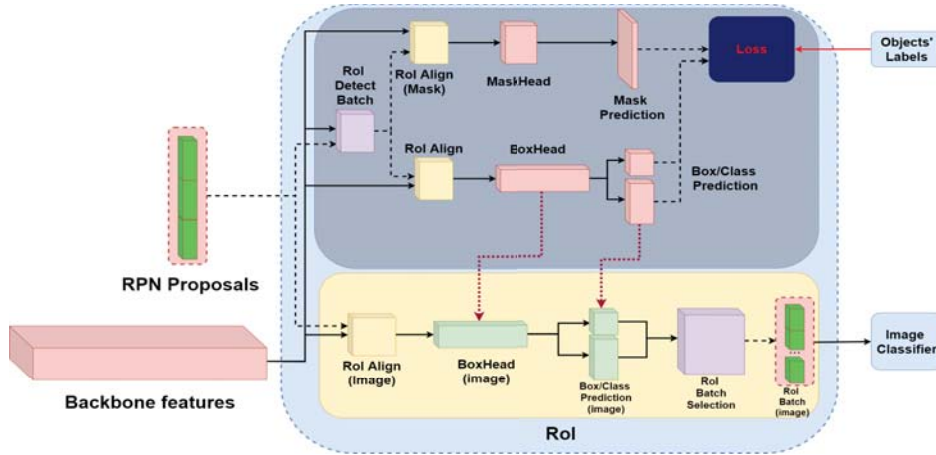 RoI
Detect
Batch
RoI Align
(Mask)
MaskHead
Mask
Prediction
Loss
Objects'
Labels
RoI Align
BoxHead
Box/Class
Prediction
RPN Proposals
Backbone features
RoI Align
(Image)
BoxHead
(image)
Box/Class
Prediction
(image)
RoI
Batch
Selection
...
RoI
Batch
(image)
Image
Classifier
RoI